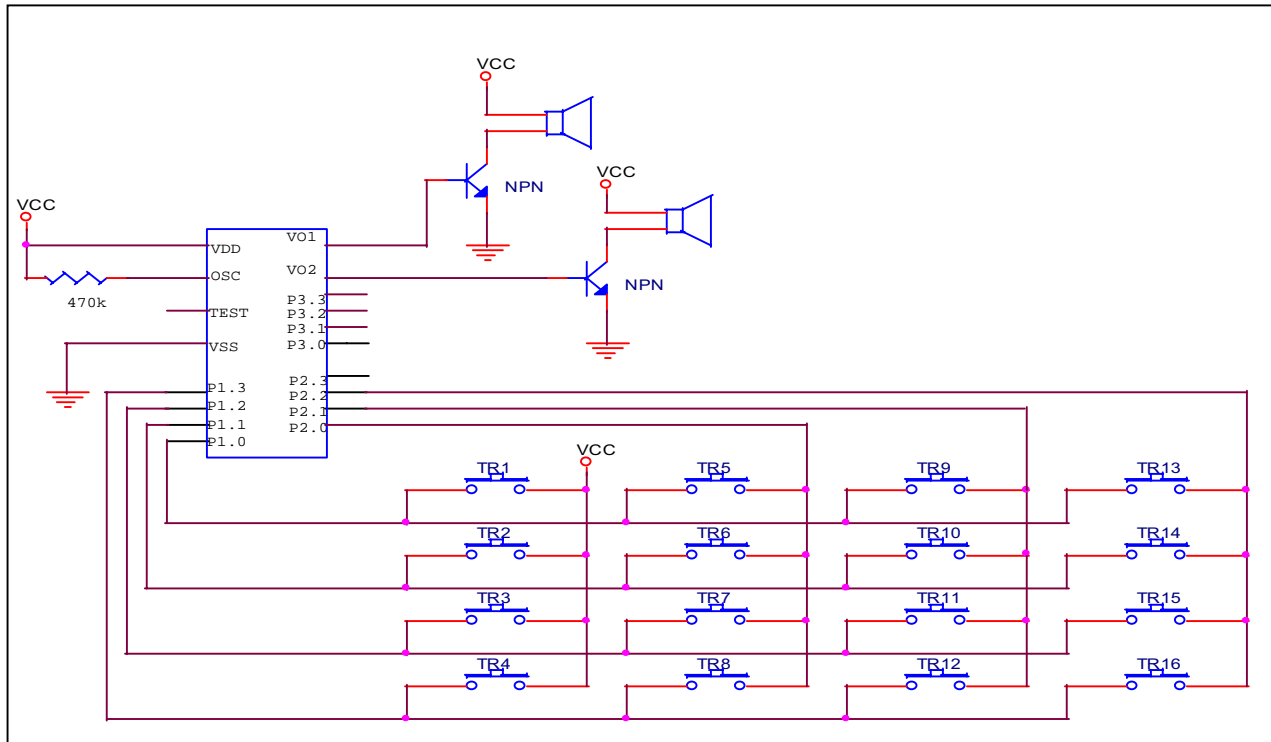 VCC
NPN
VCC
NPN
VCC
470k
VDD
OSC
TEST
VSS
P1.3
P1.2
P1.1
P1.0
VO1
VO2
P3.3
P3.2
P3.1
P3.0
P2.3
P2.2
P2.1
P2.0
VCC
TR1 TR5 TR9 TR13
TR2 TR6 TR10 TR14
TR3 TR7 TR11 TR15
TR4 TR8 TR12 TR16